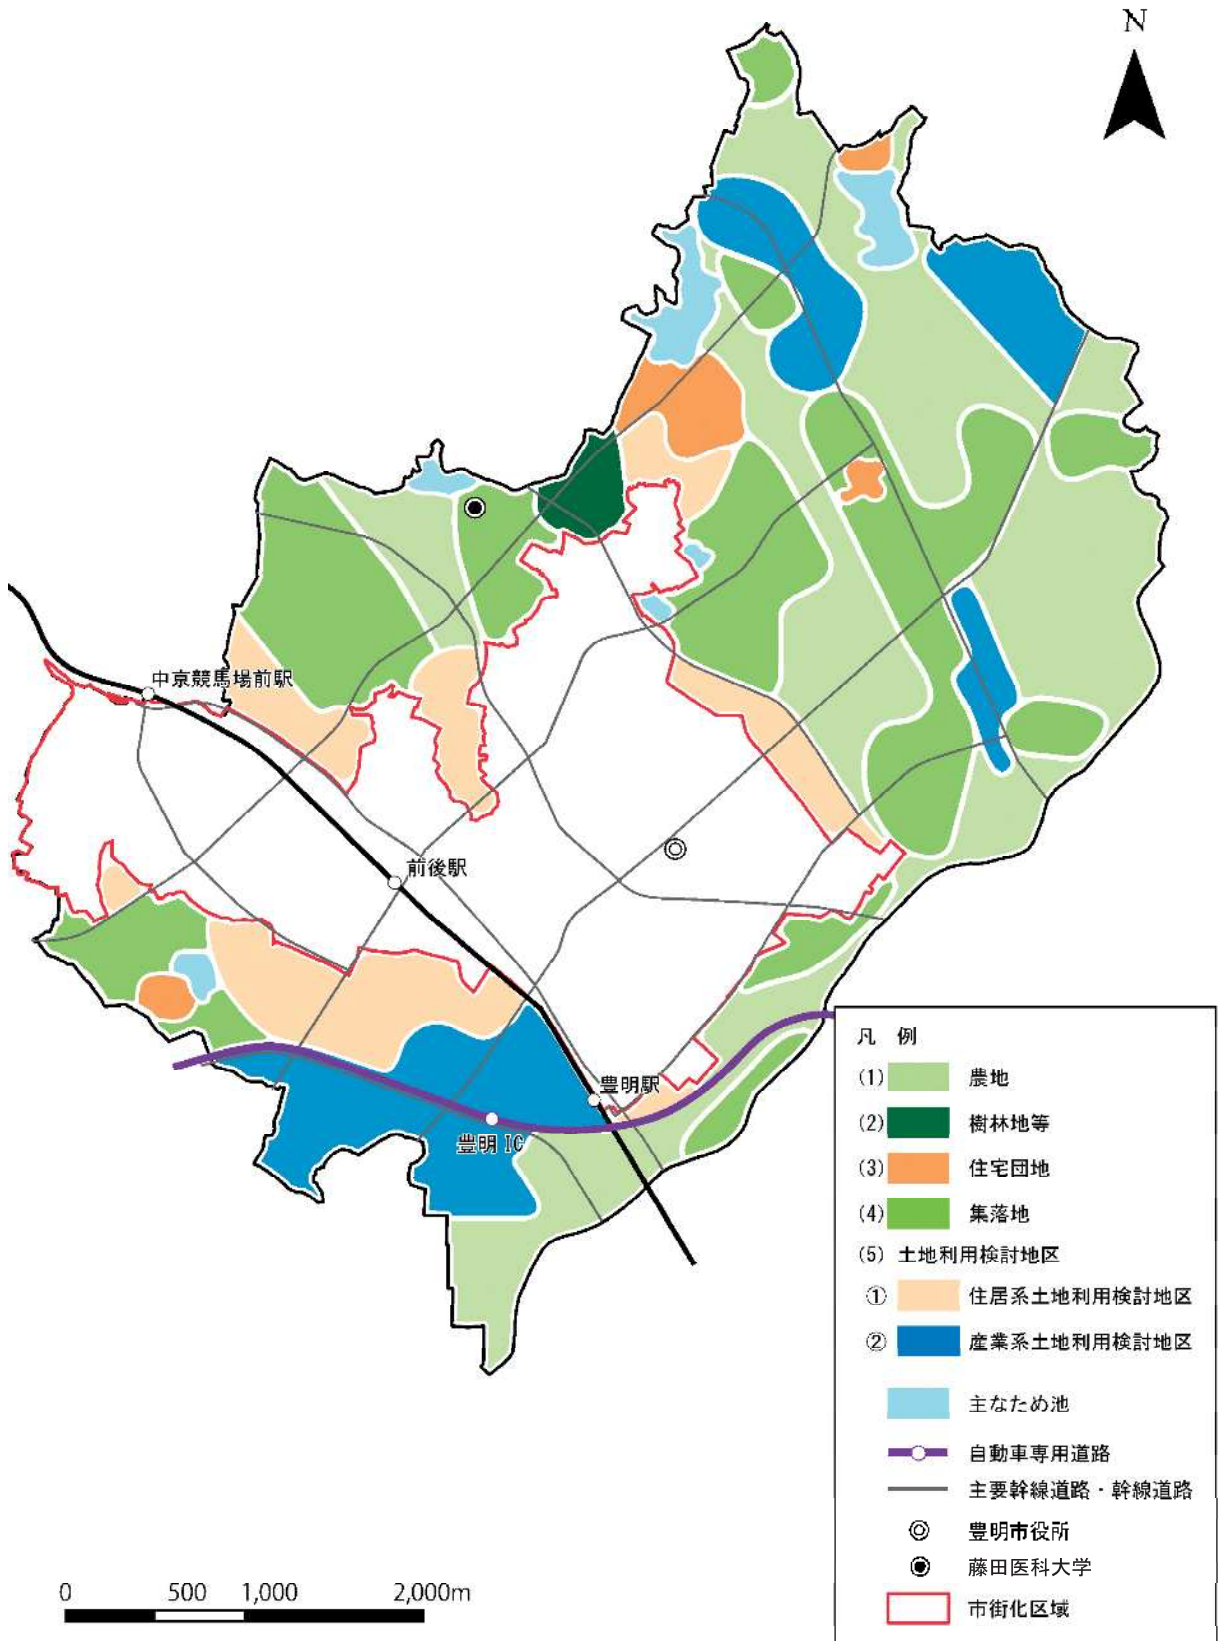 N
中京競馬場前駅
前後駅
豊明駅
豊明 IC
凡 例
(1) 農地
(2) 樹林地等
(3) 住宅団地
(4) 集落地
(5) 土地利用検討地区
① 住居系土地利用検討地区
② 産業系土地利用検討地区
主なため池
自動車専用道路
主要幹線道路・幹線道路
豊明市役所
藤田医科大学
市街化区域
0 500 1,000 2,000m